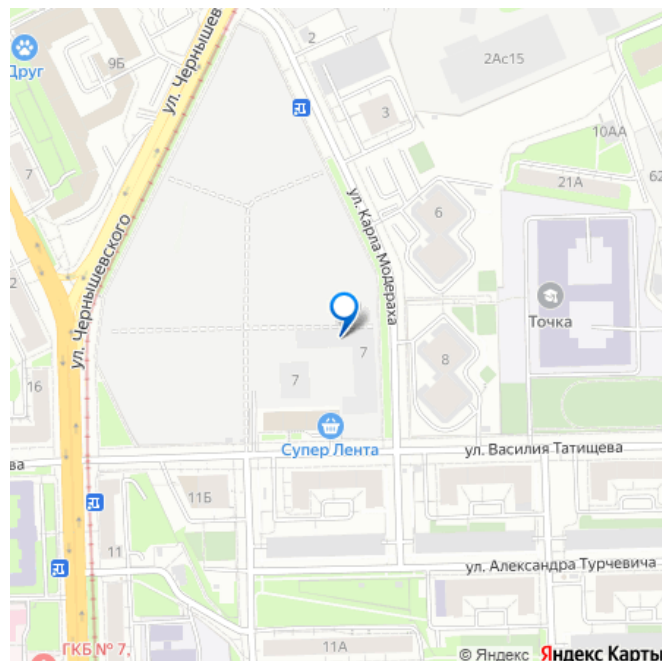 ул. Чернышев
2
9Б
Друг
2Ас15
3
10АА
7
62
21А
ул. Карла Модераха
6
ул. Чернышевского
2
Точка
7
8
7
16
Супер Лента
ул. Василия Татищева
ва
11Б
11
ул. Александра Турчевича
11А
ГКБ № 7,
© Яндекс Яндекс Карты